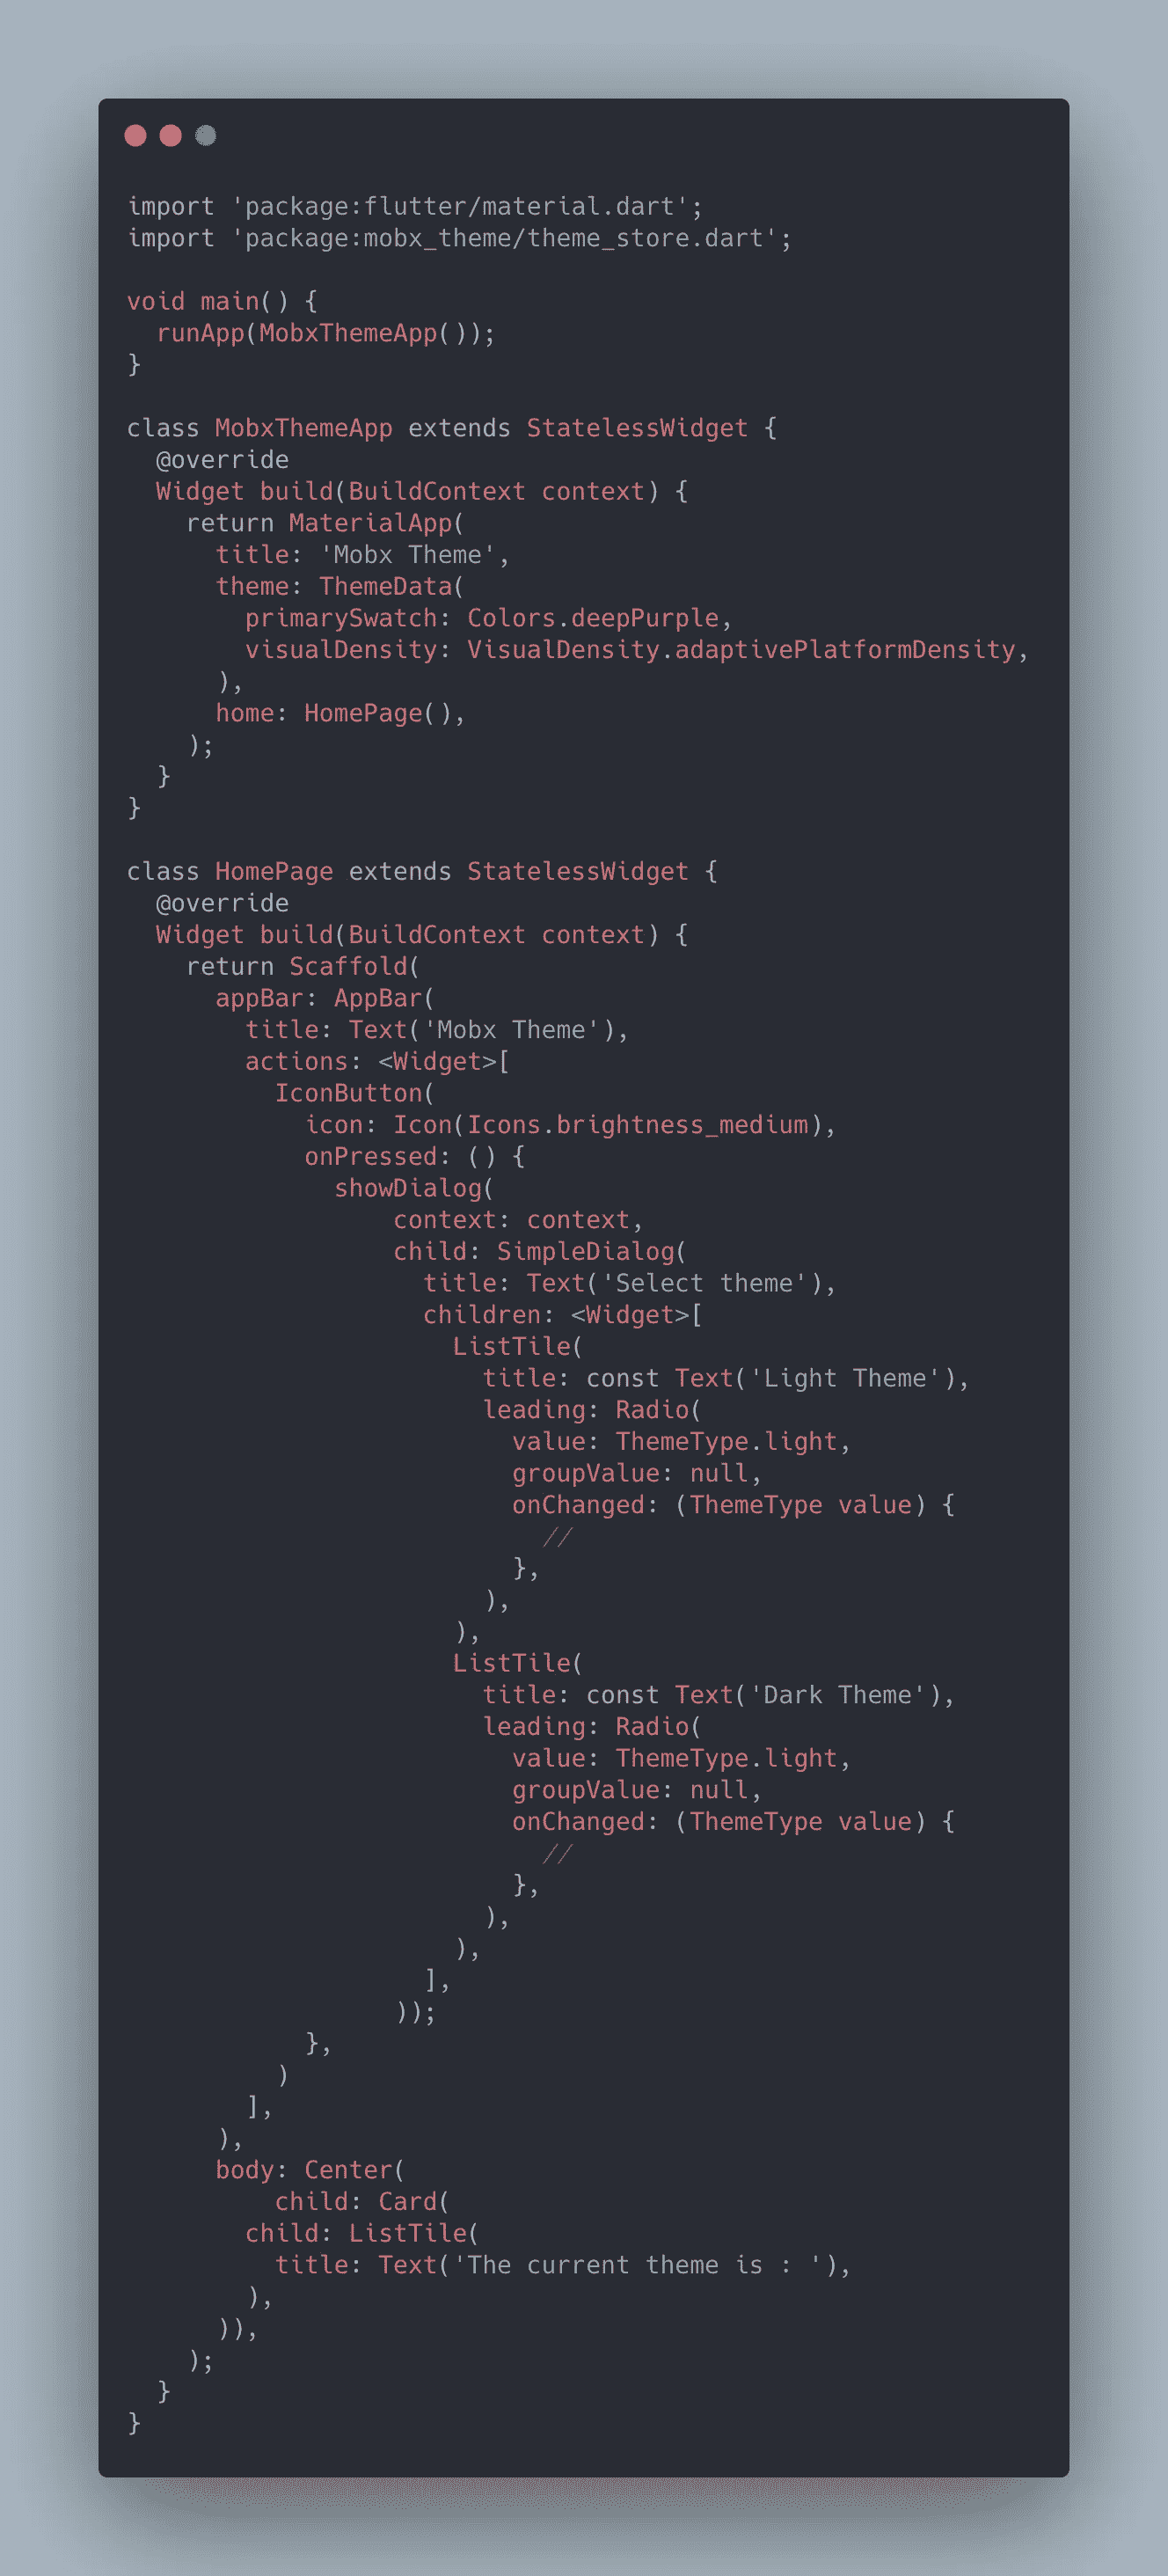 import 'package:flutter/material.dart';
import 'package:mobx_theme/theme_store.dart';

void main() {
  runApp(MobxThemeApp());
}

class MobxThemeApp extends StatelessWidget {
  @override
  Widget build(BuildContext context) {
    return MaterialApp(
      title: 'Mobx Theme',
      theme: ThemeData(
        primarySwatch: Colors.deepPurple,
        visualDensity: VisualDensity.adaptivePlatformDensity,
      ),
      home: HomePage(),
    );
  }
}

class HomePage extends StatelessWidget {
  @override
  Widget build(BuildContext context) {
    return Scaffold(
      appBar: AppBar(
        title: Text('Mobx Theme'),
        actions: <Widget>[
          IconButton(
            icon: Icon(Icons.brightness_medium),
            onPressed: () {
              showDialog(
                  context: context,
                  child: SimpleDialog(
                    title: Text('Select theme'),
                    children: <Widget>[
                      ListTile(
                        title: const Text('Light Theme'),
                        leading: Radio(
                          value: ThemeType.light,
                          groupValue: null,
                          onChanged: (ThemeType value) {
                            //
                          },
                        ),
                      ),
                      ListTile(
                        title: const Text('Dark Theme'),
                        leading: Radio(
                          value: ThemeType.light,
                          groupValue: null,
                          onChanged: (ThemeType value) {
                            //
                          },
                        ),
                      ),
                    ],
                  ));
            },
          )
        ],
      ),
      body: Center(
          child: Card(
        child: ListTile(
          title: Text('The current theme is : '),
        ),
      )),
    );
  }
}